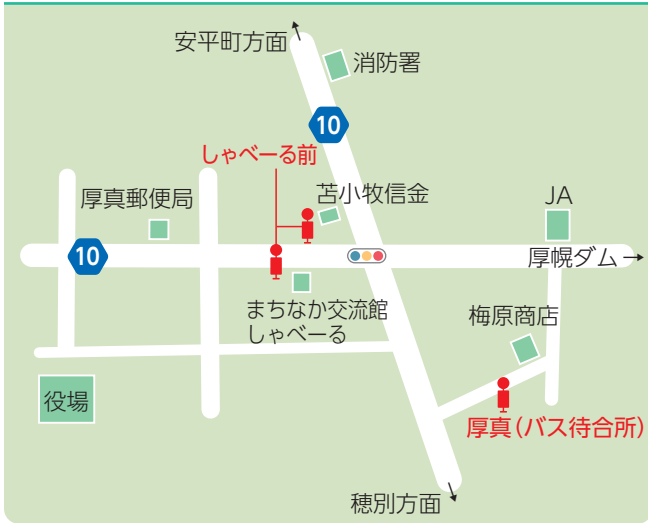 安平町方面
消防署
10
しゃべーる前
苫小牧信金
厚真郵便局
JA
10
厚幌ダム
まちなか交流館
しゃべーる
梅原商店
役場
厚真(バス待合所)
穂別方面